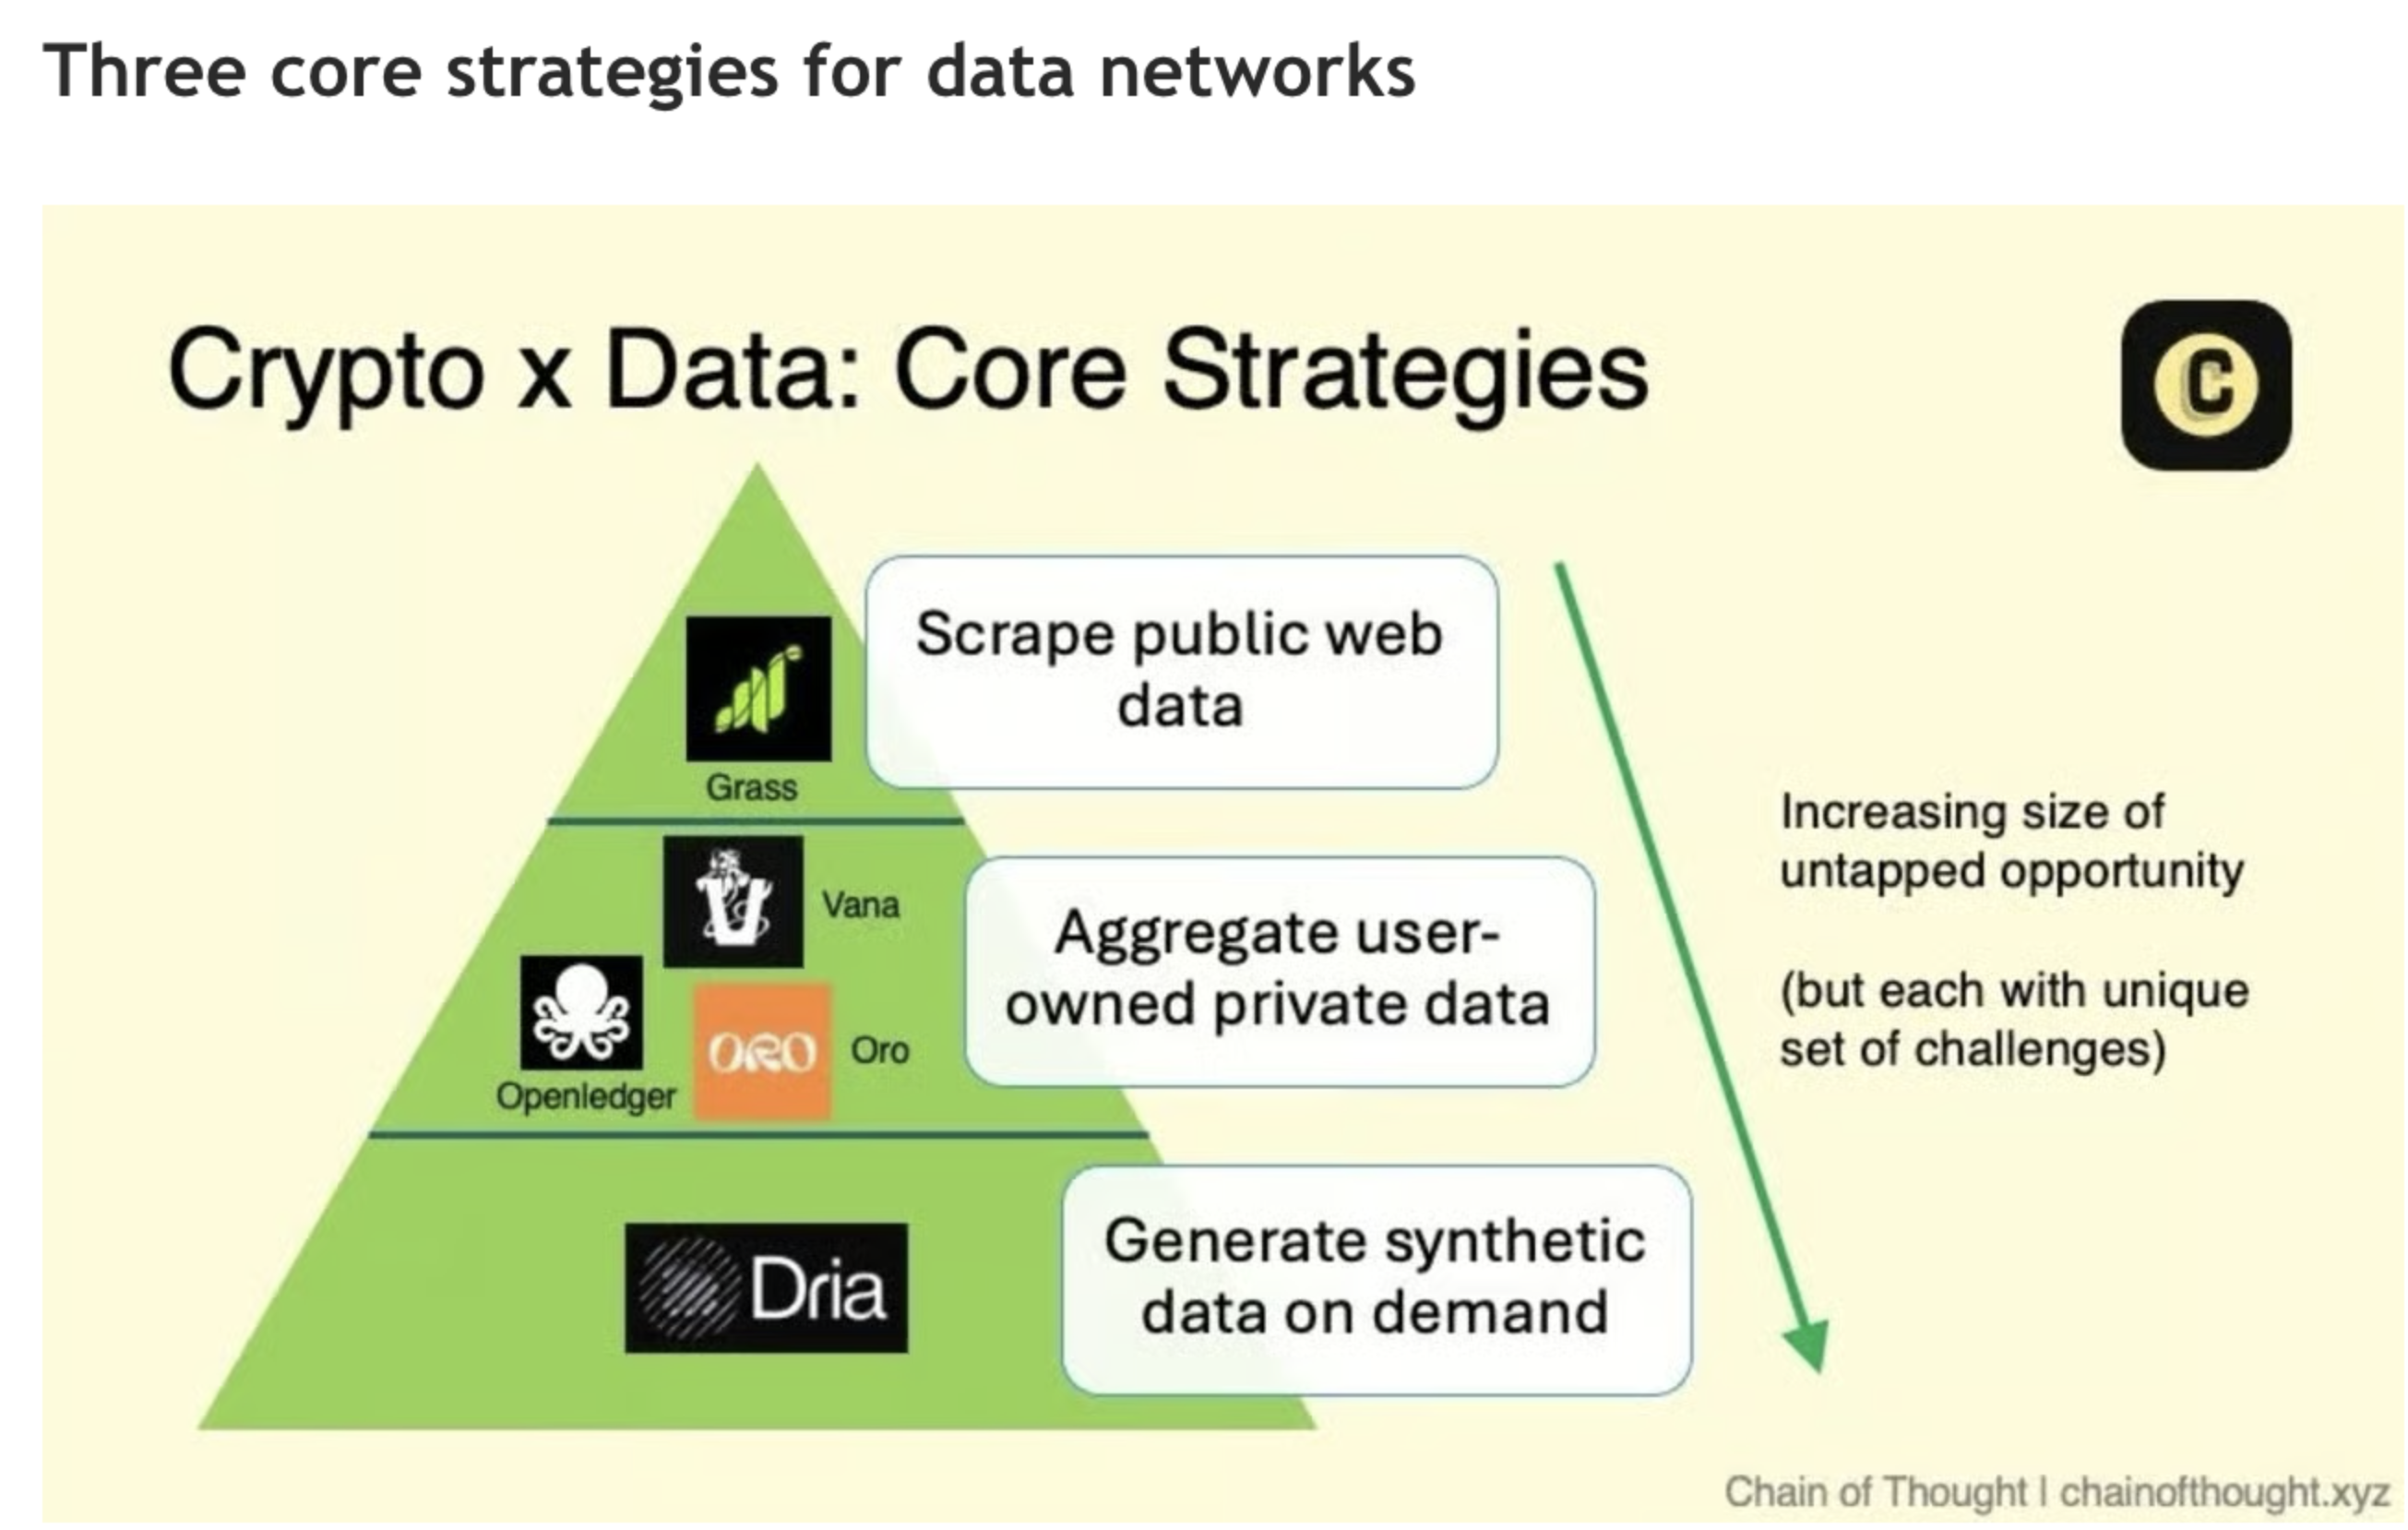 Three core strategies for data networks
Crypto x Data: Core Strategies
C
Scrape public web
data
Grass
Vana
Aggregate user-
owned private data
ORO
Oro
Openledger
Increasing size of
untapped opportunity
(but each with unique
set of challenges)
Dria
Generate synthetic
data on demand
Chain of Thought | chainofthought.xyz